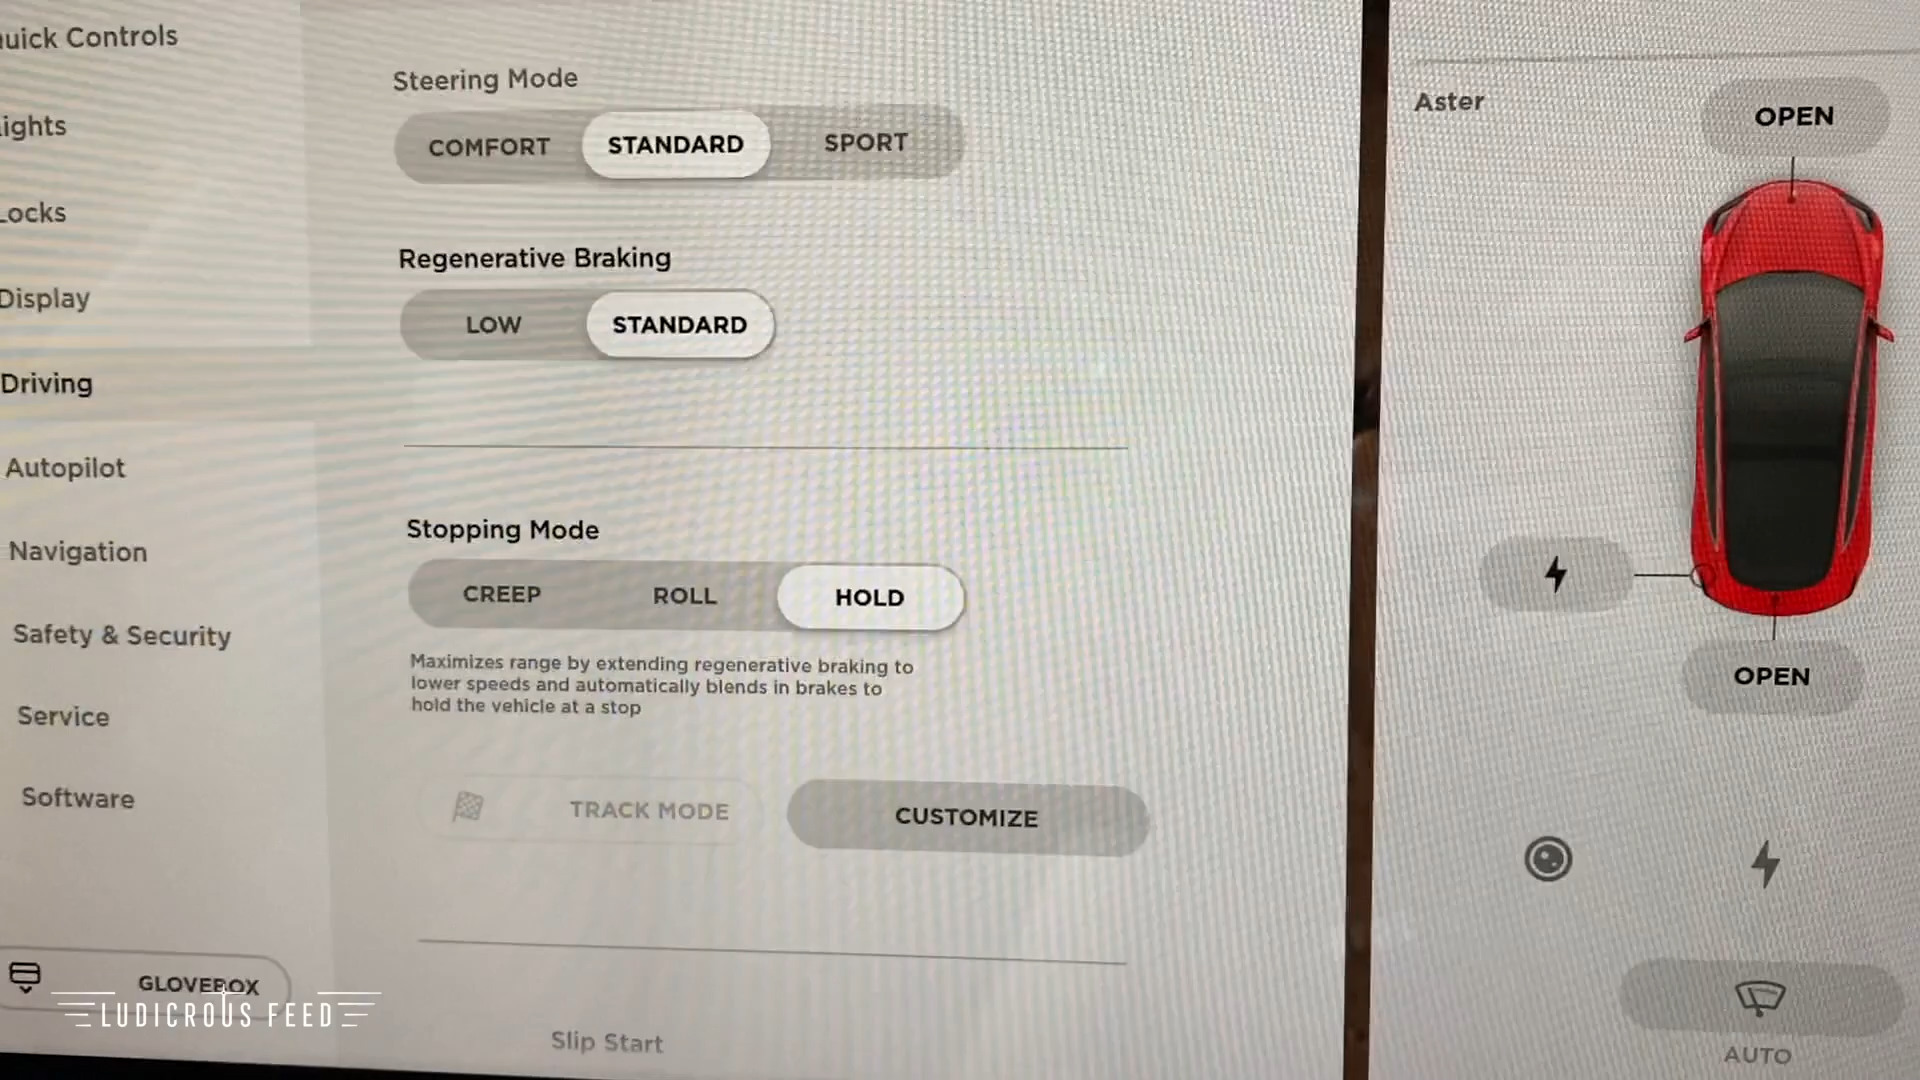 uick Controls
ights
Locks
Display
Driving
Autopilot
Navigation
Safety & Security
Service
Software
GLOVEBOX
Steering Mode
COMFORT STANDARD SPORT
Regenerative Braking
LOW STANDARD
Stopping Mode
CREEP ROLL HOLD
Maximizes range by extending regenerative braking to
lower speeds and automatically blends in brakes to
hold the vehicle at a stop
TRACK MODE CUSTOMIZE
Slip Start
Aster
OPEN
OPEN
AUTO
LUDICROUS FEED